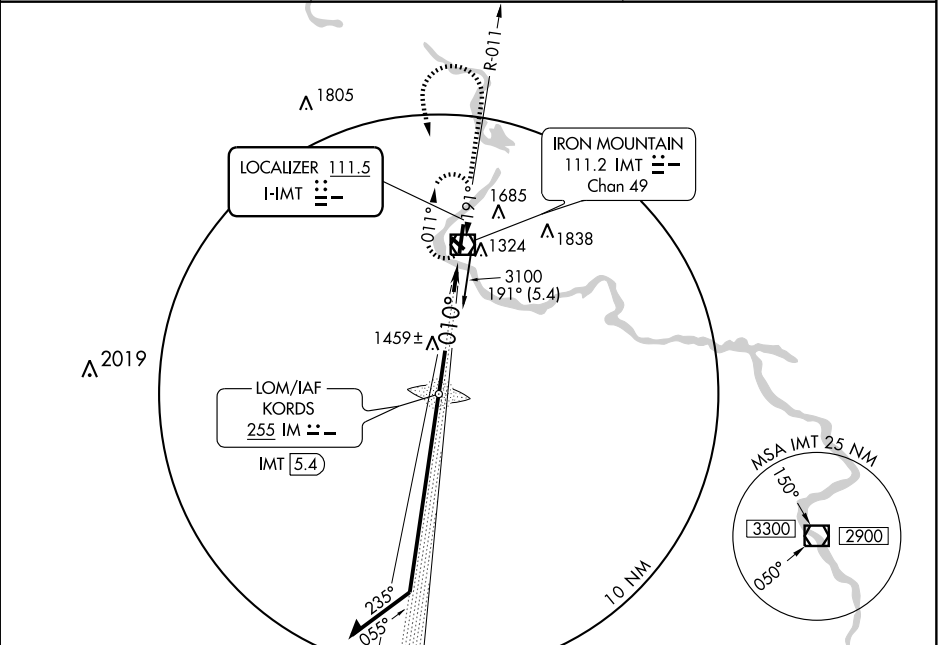 R-011
1805
LOCALIZER 111.5
I-IMT
IRON MOUNTAIN
111.2 IMT
Chan 49
191°
011°
1685
1838
1324
3100
191° (5.4)
010°
1459±
2019
LOM/IAF
KORDS
255 IM
IMT 5.4
235°
055°
10 NM
MSA IMT 25 NM
150°
3300
2900
050°